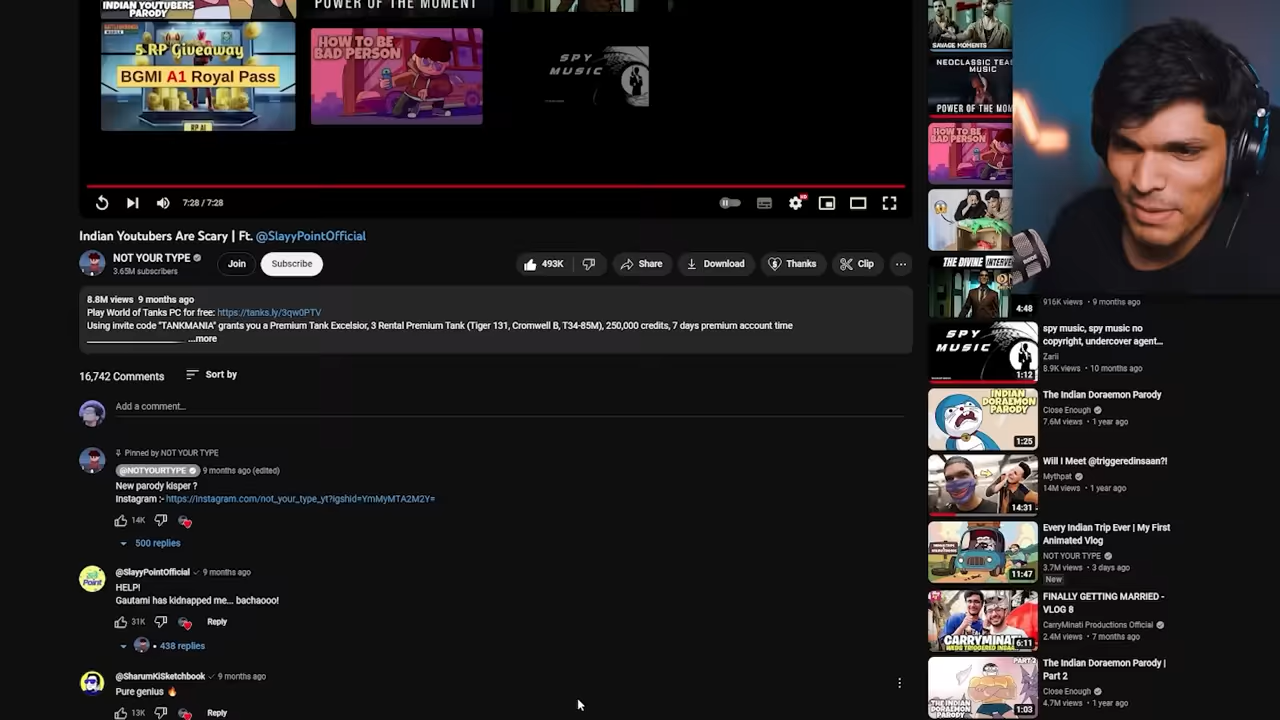 INDIAN YOUTUBERS
PARODY
POWER OF THE MOMENT
5 RP Giveaway
BGMI A1 Royal Pass
RP A1
HOW TO BE
BAD PERSON
SPY
MUSIC
7:28 / 7:28
HD
Indian Youtubers Are Scary | Ft. @SlayyPointOfficial
NOT YOUR TYPE
3.65M subscribers
Join
Subscribe
493K
Share
Download
Thanks
Clip
8.8M views 9 months ago
Play World of Tanks PC for free: https://tanks.ly/3qw0PTV
Using invite code "TANKMANIA" grants you a Premium Tank Excelsior, 3 Rental Premium Tank (Tiger 131, Cromwell B, T34-85M), 250,000 credits, 7 days premium account time
...more
16,742 Comments
Sort by
Add a comment...
Pinned by NOT YOUR TYPE
@NOTYOURTYPE 9 months ago (edited)
New parody kisper ?
Instagram :- https://instagram.com/not_your_type_yt?igshid=YmMyMTA2M2Y=
14K
500 replies
@SlayyPointOfficial 9 months ago
HELP!
Gautami has kidnapped me... bachaooo!
31K
Reply
438 replies
@SharumKiSketchbook 9 months ago
Pure genius 🔥
13K
Reply
SAVAGE MOMENTS
NEOCLASSIC TEA
MUSIC
POWER OF THE MOM
HOW TO BE
BAD PERSON
THE DIVINE INTERV
4:48
916K views • 9 months ago
SPY
MUSIC
1:12
spy music, spy music no
copyright, undercover agent...
Zarii
8.9K views • 10 months ago
INDIAN
DORAEMON
PARODY
1:25
The Indian Doraemon Parody
Close Enough
7.6M views • 1 year ago
14:31
Will I Meet @triggeredinsaan?!
Mythpat
14M views • 1 year ago
11:47
Every Indian Trip Ever | My First
Animated Vlog
NOT YOUR TYPE
3.7M views • 3 days ago
New
CARRYMINATI
WEDS TRIGGERED INSAAN
6:11
FINALLY GETTING MARRIED -
VLOG 8
CarryMinati Productions Official
2.4M views • 7 months ago
PART 2
THE INDIAN
DORAEMON
PARODY
1:03
The Indian Doraemon Parody |
Part 2
Close Enough
4.7M views • 1 year ago